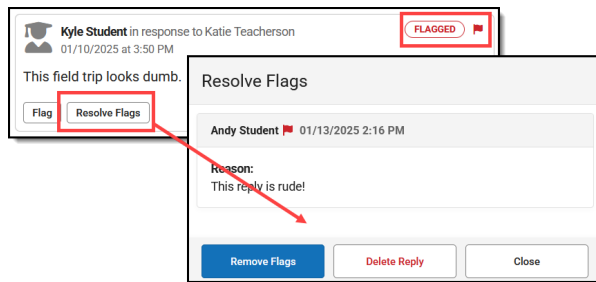 Kyle Student in response to Katie Teacherson
FLAGGED
01/10/2025 at 3:50 PM
This field trip looks dumb.
Flag
Resolve Flags
Resolve Flags
Andy Student 01/13/2025 2:16 PM
Reason:
This reply is rude!
Remove Flags
Delete Reply
Close